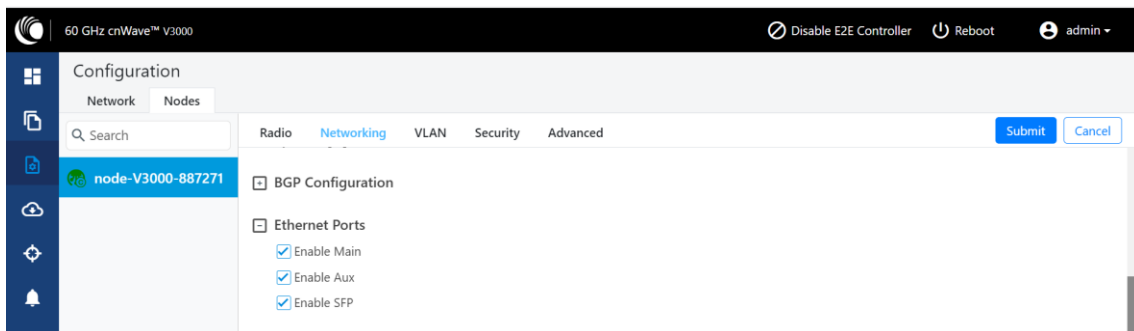 60 GHz cnWave™ V3000 Disable E2E Controller Reboot admin
Configuration
Network Nodes
Search Radio Networking VLAN Security Advanced Submit Cancel
node-V3000-887271
BGP Configuration
Ethernet Ports
Enable Main
Enable Aux
Enable SFP